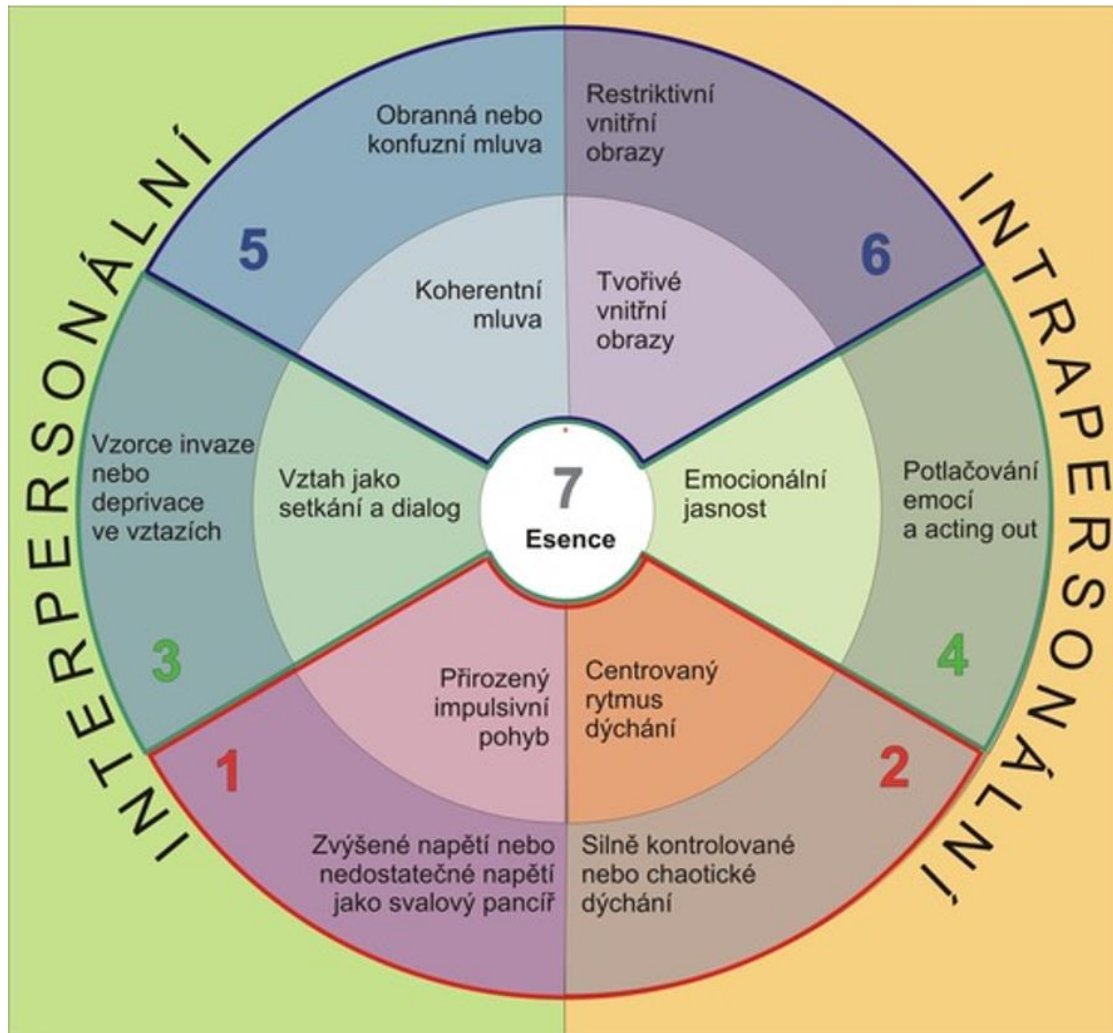 INTERPERSONÁLNÍ
INTRAPERSONÁLNÍ
Obranná nebo
konfuzní mluva
5
Koherentní
mluva
Restriktivní
vnitřní
obrazy
6
Tvořivé
vnitřní
obrazy
Vzorce invaze
nebo
deprivace
ve vztazích
3
Vztah jako
setkání a dialog
7
Esence
Emocionální
jasnost
Potlačování
emocí
a acting out
4
Přirozený
impulsivní
pohyb
1
Zvýšené napětí nebo
nedostatečné napětí
jako svalový pancíř
Centrovaný
rytmus
dýchání
2
Silně kontrolované
nebo chaotické
dýchání